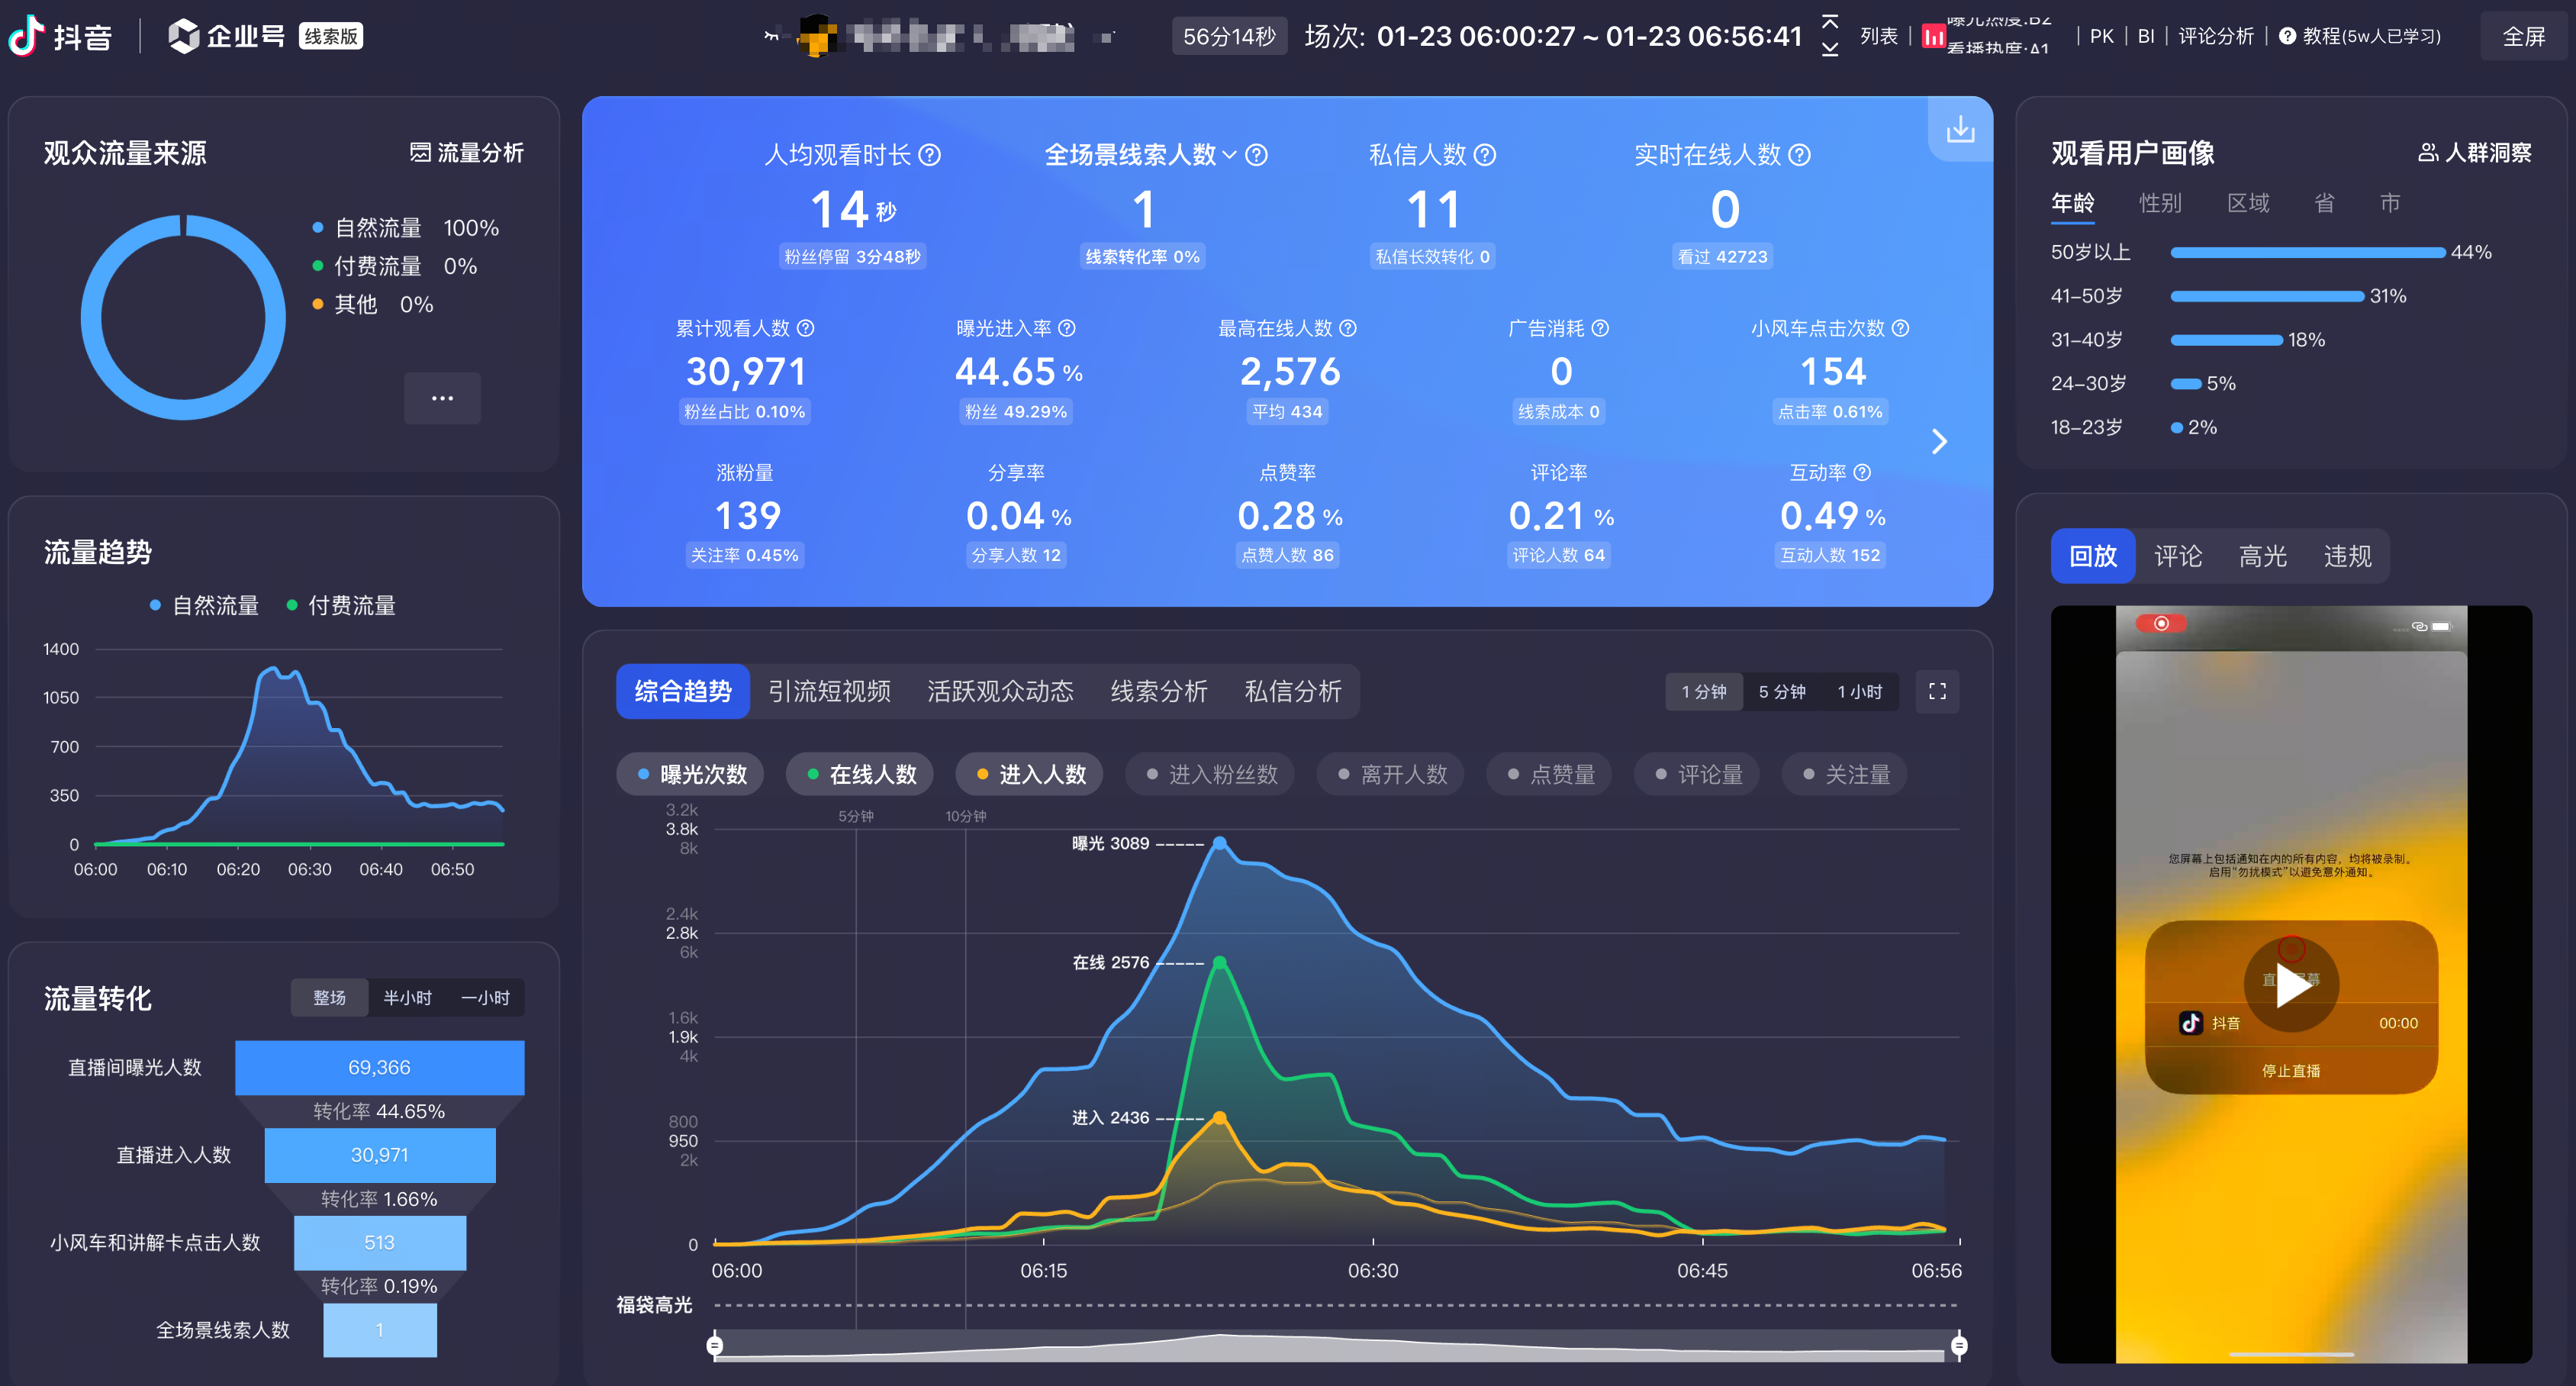 抖音
企业号 线索版
56分14秒
场次: 01-23 06:00:27 ~ 01-23 06:56:41
列表
曝光热度:B2
看播热度:A1
PK
BI
评论分析
教程(5w人已学习)
全屏
观众流量来源
流量分析
自然流量 100%
付费流量 0%
其他 0%
...
流量趋势
自然流量 付费流量
1400
1050
700
350
0
06:00 06:10 06:20 06:30 06:40 06:50
流量转化
整场 半小时 一小时
直播间曝光人数 69,366
转化率 44.65%
直播进入人数 30,971
转化率 1.66%
小风车和讲解卡点击人数 513
转化率 0.19%
全场景线索人数 1
人均观看时长 全场景线索人数 私信人数 实时在线人数
14秒 1 11 0
粉丝停留 3分48秒 线索转化率 0% 私信长效转化 0 看过 42723
累计观看人数 曝光进入率 最高在线人数 广告消耗 小风车点击次数
30,971 44.65% 2,576 0 154
粉丝占比 0.10% 粉丝 49.29% 平均 434 线索成本 0 点击率 0.61%
涨粉量 分享率 点赞率 评论率 互动率
139 0.04% 0.28% 0.21% 0.49%
关注率 0.45% 分享人数 12 点赞人数 86 评论人数 64 互动人数 152
综合趋势 引流短视频 活跃观众动态 线索分析 私信分析
1 分钟 5 分钟 1 小时
曝光次数 在线人数 进入人数 进入粉丝数 离开人数 点赞量 评论量 关注量
3.2k
3.8k
8k
5分钟 10分钟
曝光 3089
2.4k
2.8k
6k
在线 2576
1.6k
1.9k
4k
进入 2436
800
950
2k
0
06:00 06:15 06:30 06:45 06:56
福袋高光
观看用户画像
人群洞察
年龄 性别 区域 省 市
50岁以上 44%
41-50岁 31%
31-40岁 18%
24-30岁 5%
18-23岁 2%
回放 评论 高光 违规
您屏幕上包括通知在内的所有内容，均将被录制。
启用“勿扰模式”以避免意外通知。
直 幕
抖音 00:00
停止直播